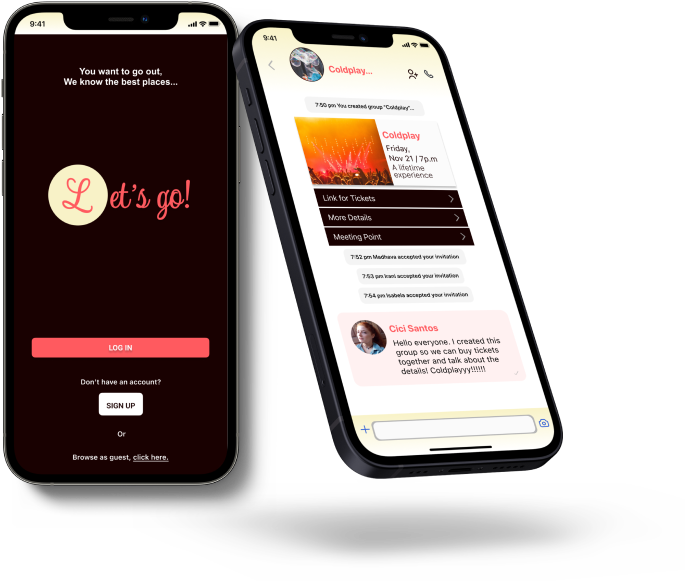 9:41
You want to go out,
We know the best places...
Let's go!
LOG IN
Don't have an account?
SIGN UP
Or
Browse as guest, click here.
9:41
Coldplay...
7:50 pm You created group "Coldplay"...
Coldplay
Friday,
Nov 21 / 7p.m
A lifetime
experience
Link for Tickets
More Details
Meeting Point
7:52 pm Madhava accepted your invitation
7:53 pm Irani accepted your invitation
7:54 pm Isabela accepted your invitation
Cici Santos
Hello everyone. I created this
group so we can buy tickets
together and talk about the
details! Coldplayyy!!!!!!